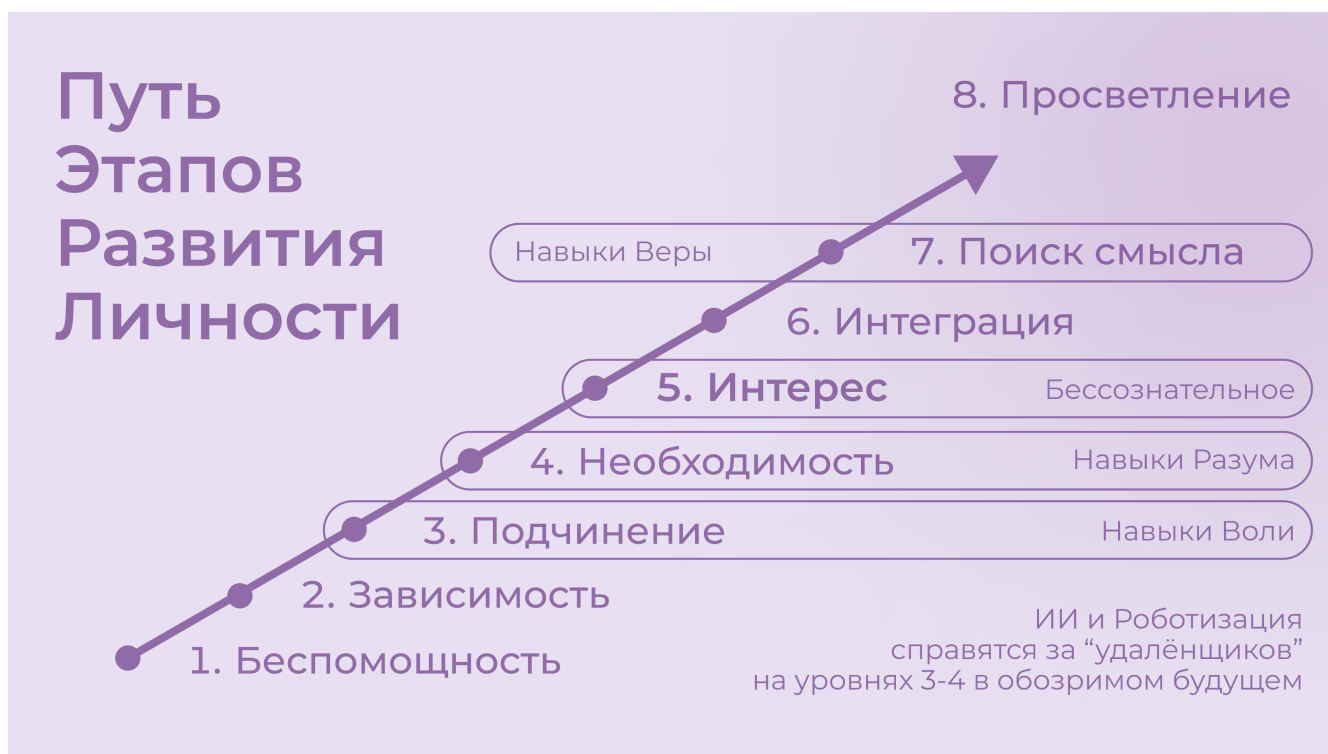 Путь
Этапов
Развития
Личности
8. Просветление
Навыки Веры
7. Поиск смысла
6. Интеграция
5. Интерес
Бессознательное
4. Необходимость
Навыки Разума
3. Подчинение
Навыки Воли
2. Зависимость
1. Беспомощность
ИИ и Роботизация
справятся за “удалёнщиков”
на уровнях 3-4 в обозримом будущем